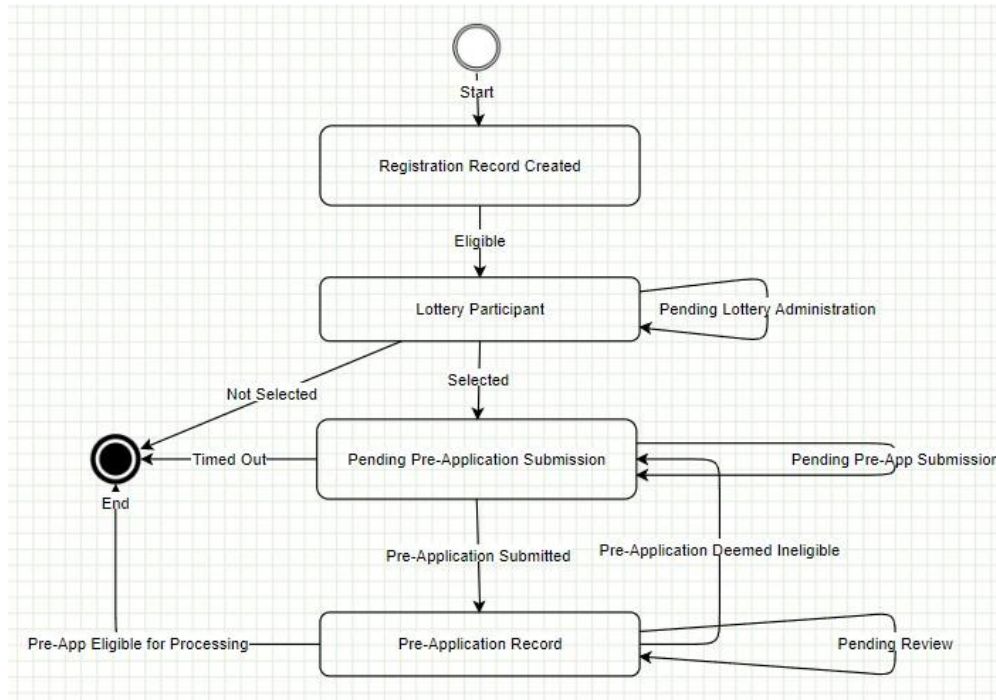 Start
Registration Record Created
Eligible
Lottery Participant
Pending Lottery Administration
Not Selected
Selected
Timed Out
Pending Pre-Application Submission
Pending Pre-App Submission
End
Pre-Application Submitted
Pre-Application Deemed Ineligible
Pre-App Eligible for Processing
Pre-Application Record
Pending Review